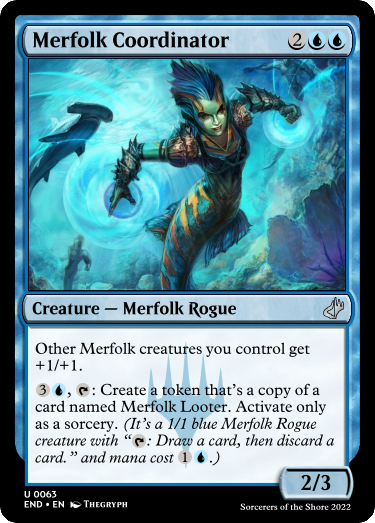 Merfolk Coordinator 2
Creature — Merfolk Rogue
Other Merfolk creatures you control get
+1/+1.
3, : Create a token that's a copy of a
card named Merfolk Looter. Activate only
as a sorcery. (It's a 1/1 blue Merfolk Rogue
creature with “: Draw a card, then discard a
card.” and mana cost 1.)
2/3
U 0063
END • EN THEGRYPH
Sorcerers of the Shore 2022